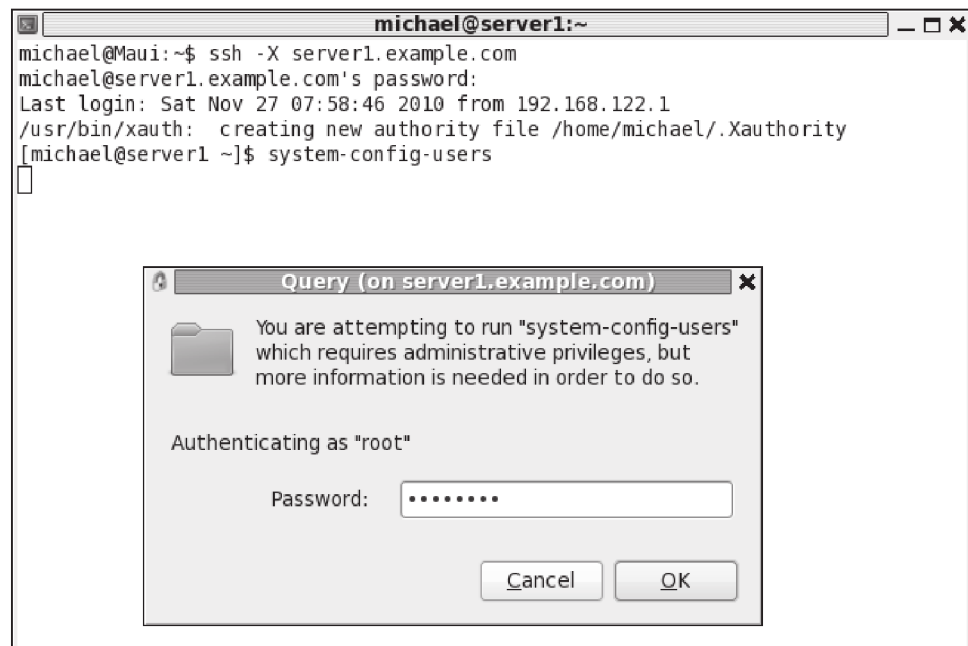 michael@server1:~
michael@Maui:~$ ssh -X server1.example.com
michael@server1.example.com's password:
Last login: Sat Nov 27 07:58:46 2010 from 192.168.122.1
/usr/bin/xauth:  creating new authority file /home/michael/.Xauthority
[michael@server1 ~]$ system-config-users
Query (on server1.example.com)
You are attempting to run "system-config-users"
which requires administrative privileges, but
more information is needed in order to do so.
Authenticating as "root"
Password: ••••••••
Cancel OK